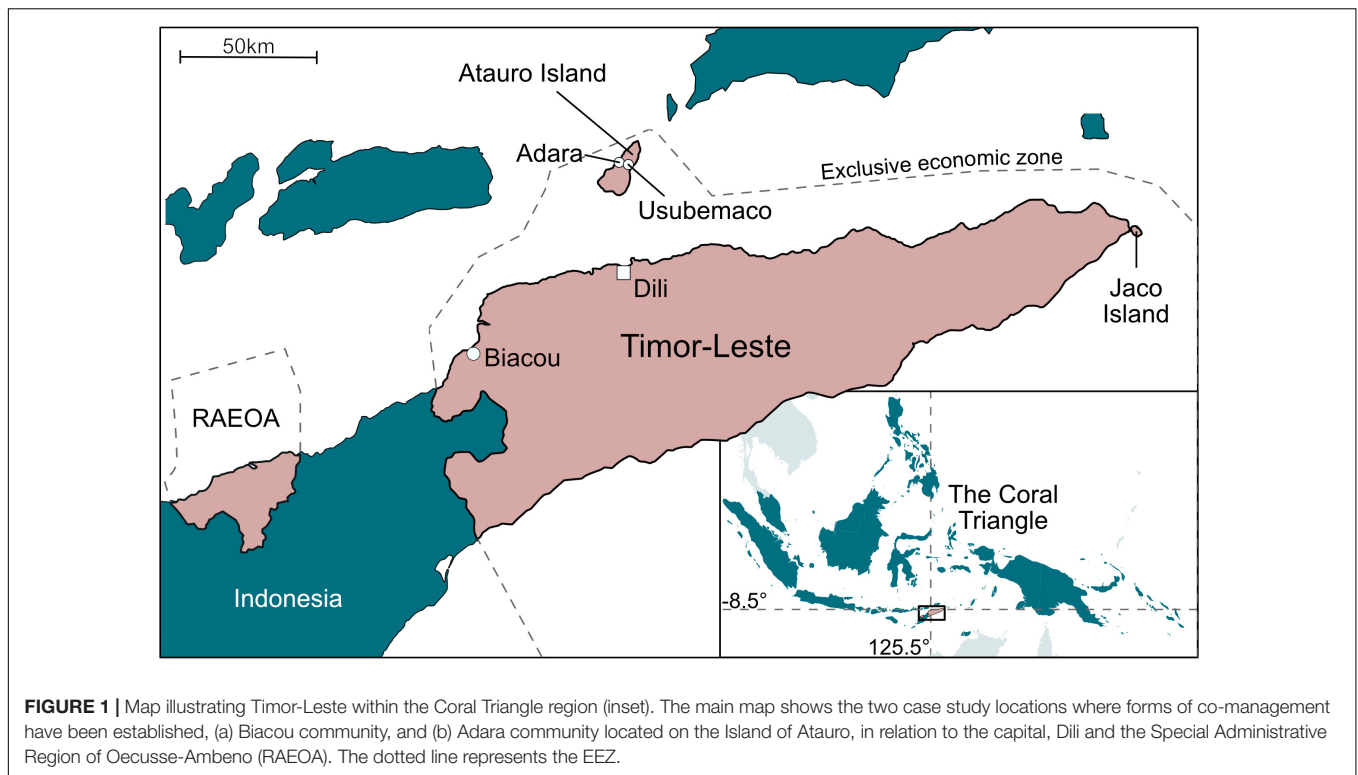 50km
Atauro Island
Adara
Exclusive economic zone
Usubemaco
Dili
Jaco
Island
Timor-Leste
Biacou
RAEOA
The Coral
Triangle
Indonesia
-8.5°
125.5°
FIGURE 1 | Map illustrating Timor-Leste within the Coral Triangle region (inset). The main map shows the two case study locations where forms of co-management
have been established, (a) Biacou community, and (b) Adara community located on the Island of Atauro, in relation to the capital, Dili and the Special Administrative
Region of Oecusse-Ambeno (RAEOA). The dotted line represents the EEZ.